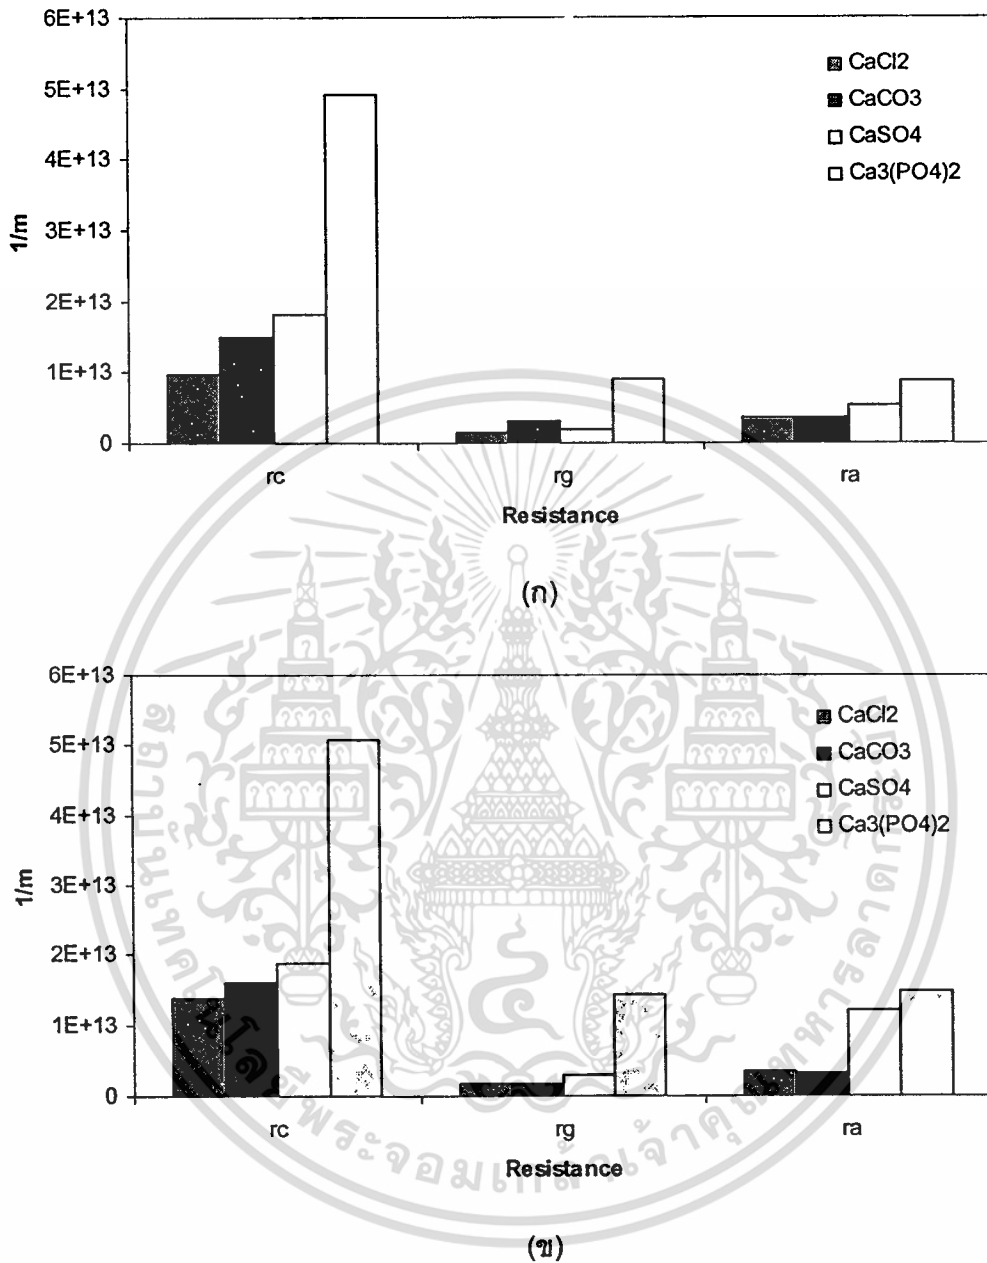 6E+13
5E+13
4E+13
3E+13
2E+13
1E+13
0
1/m
CaCl2
CaCO3
CaSO4
Ca3(PO4)2
rc rg ra
Resistance
(ก)
6E+13
5E+13
4E+13
3E+13
2E+13
1E+13
0
1/m
CaCl2
CaCO3
CaSO4
Ca3(PO4)2
rc rg ra
Resistance
(ข)